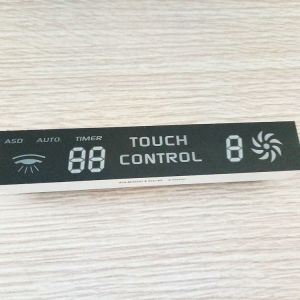 ASD AUTO TIMER
TOUCH
CONTROL
88
8